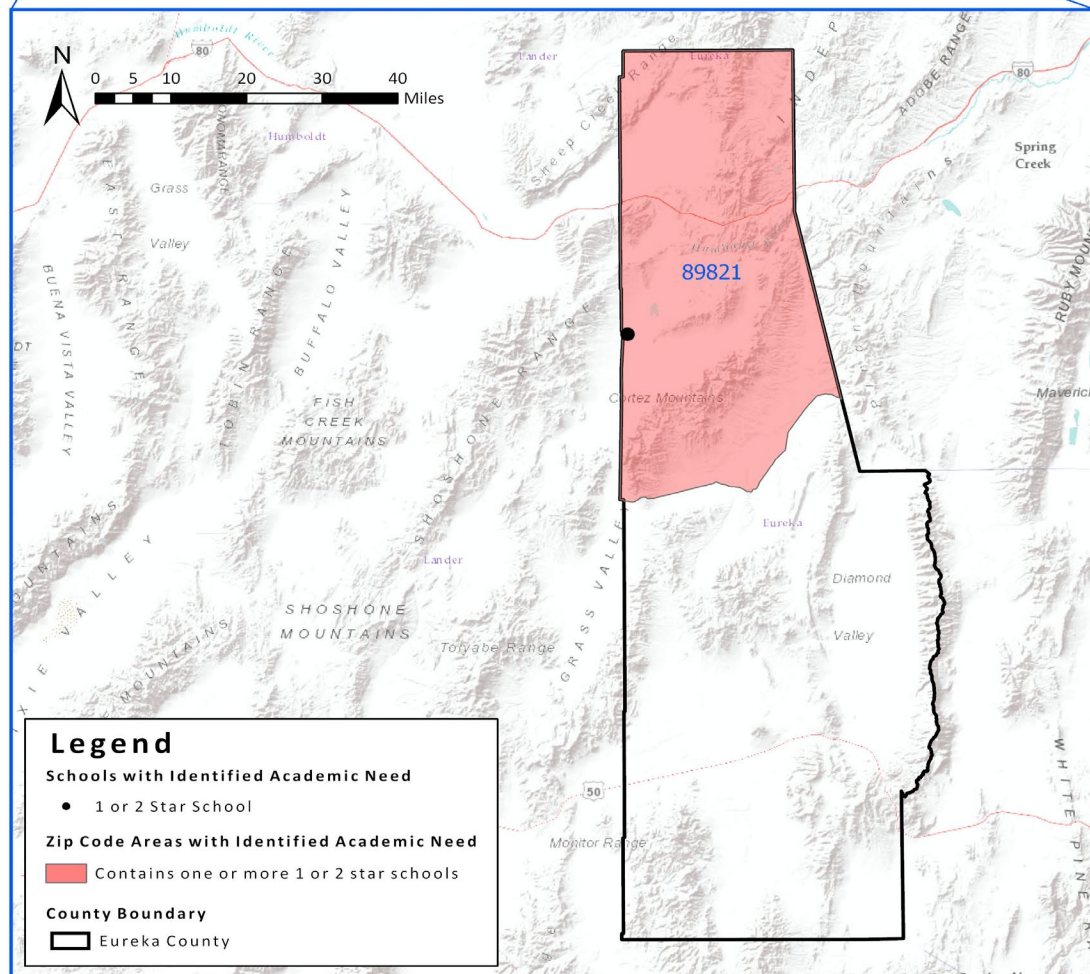 Humboldt River
80
Lander
Eureka
Sheep Creek Range
ADOBE RANGE
80
N
0 5 10 20 30 40
Miles
Humboldt
Spring
Creek
Grass
Valley
EAST RANGE
BUFFALO VALLEY
BUENA VISTA VALLEY
TOBIN RANGE
89821
RUBY MOUN
FISH
CREEK
MOUNTAINS
SHOSHONE RANGE
Cortez Mountains
Maverick
Eureka
Lander
GRASS VALLEY
Diamond
Valley
SHOSHONE
MOUNTAINS
Toiyabe Range
MOUNTAINS
50
Monitor Range
WHITE PINE
Legend
Schools with Identified Academic Need
1 or 2 Star School
Zip Code Areas with Identified Academic Need
Contains one or more 1 or 2 star schools
County Boundary
Eureka County